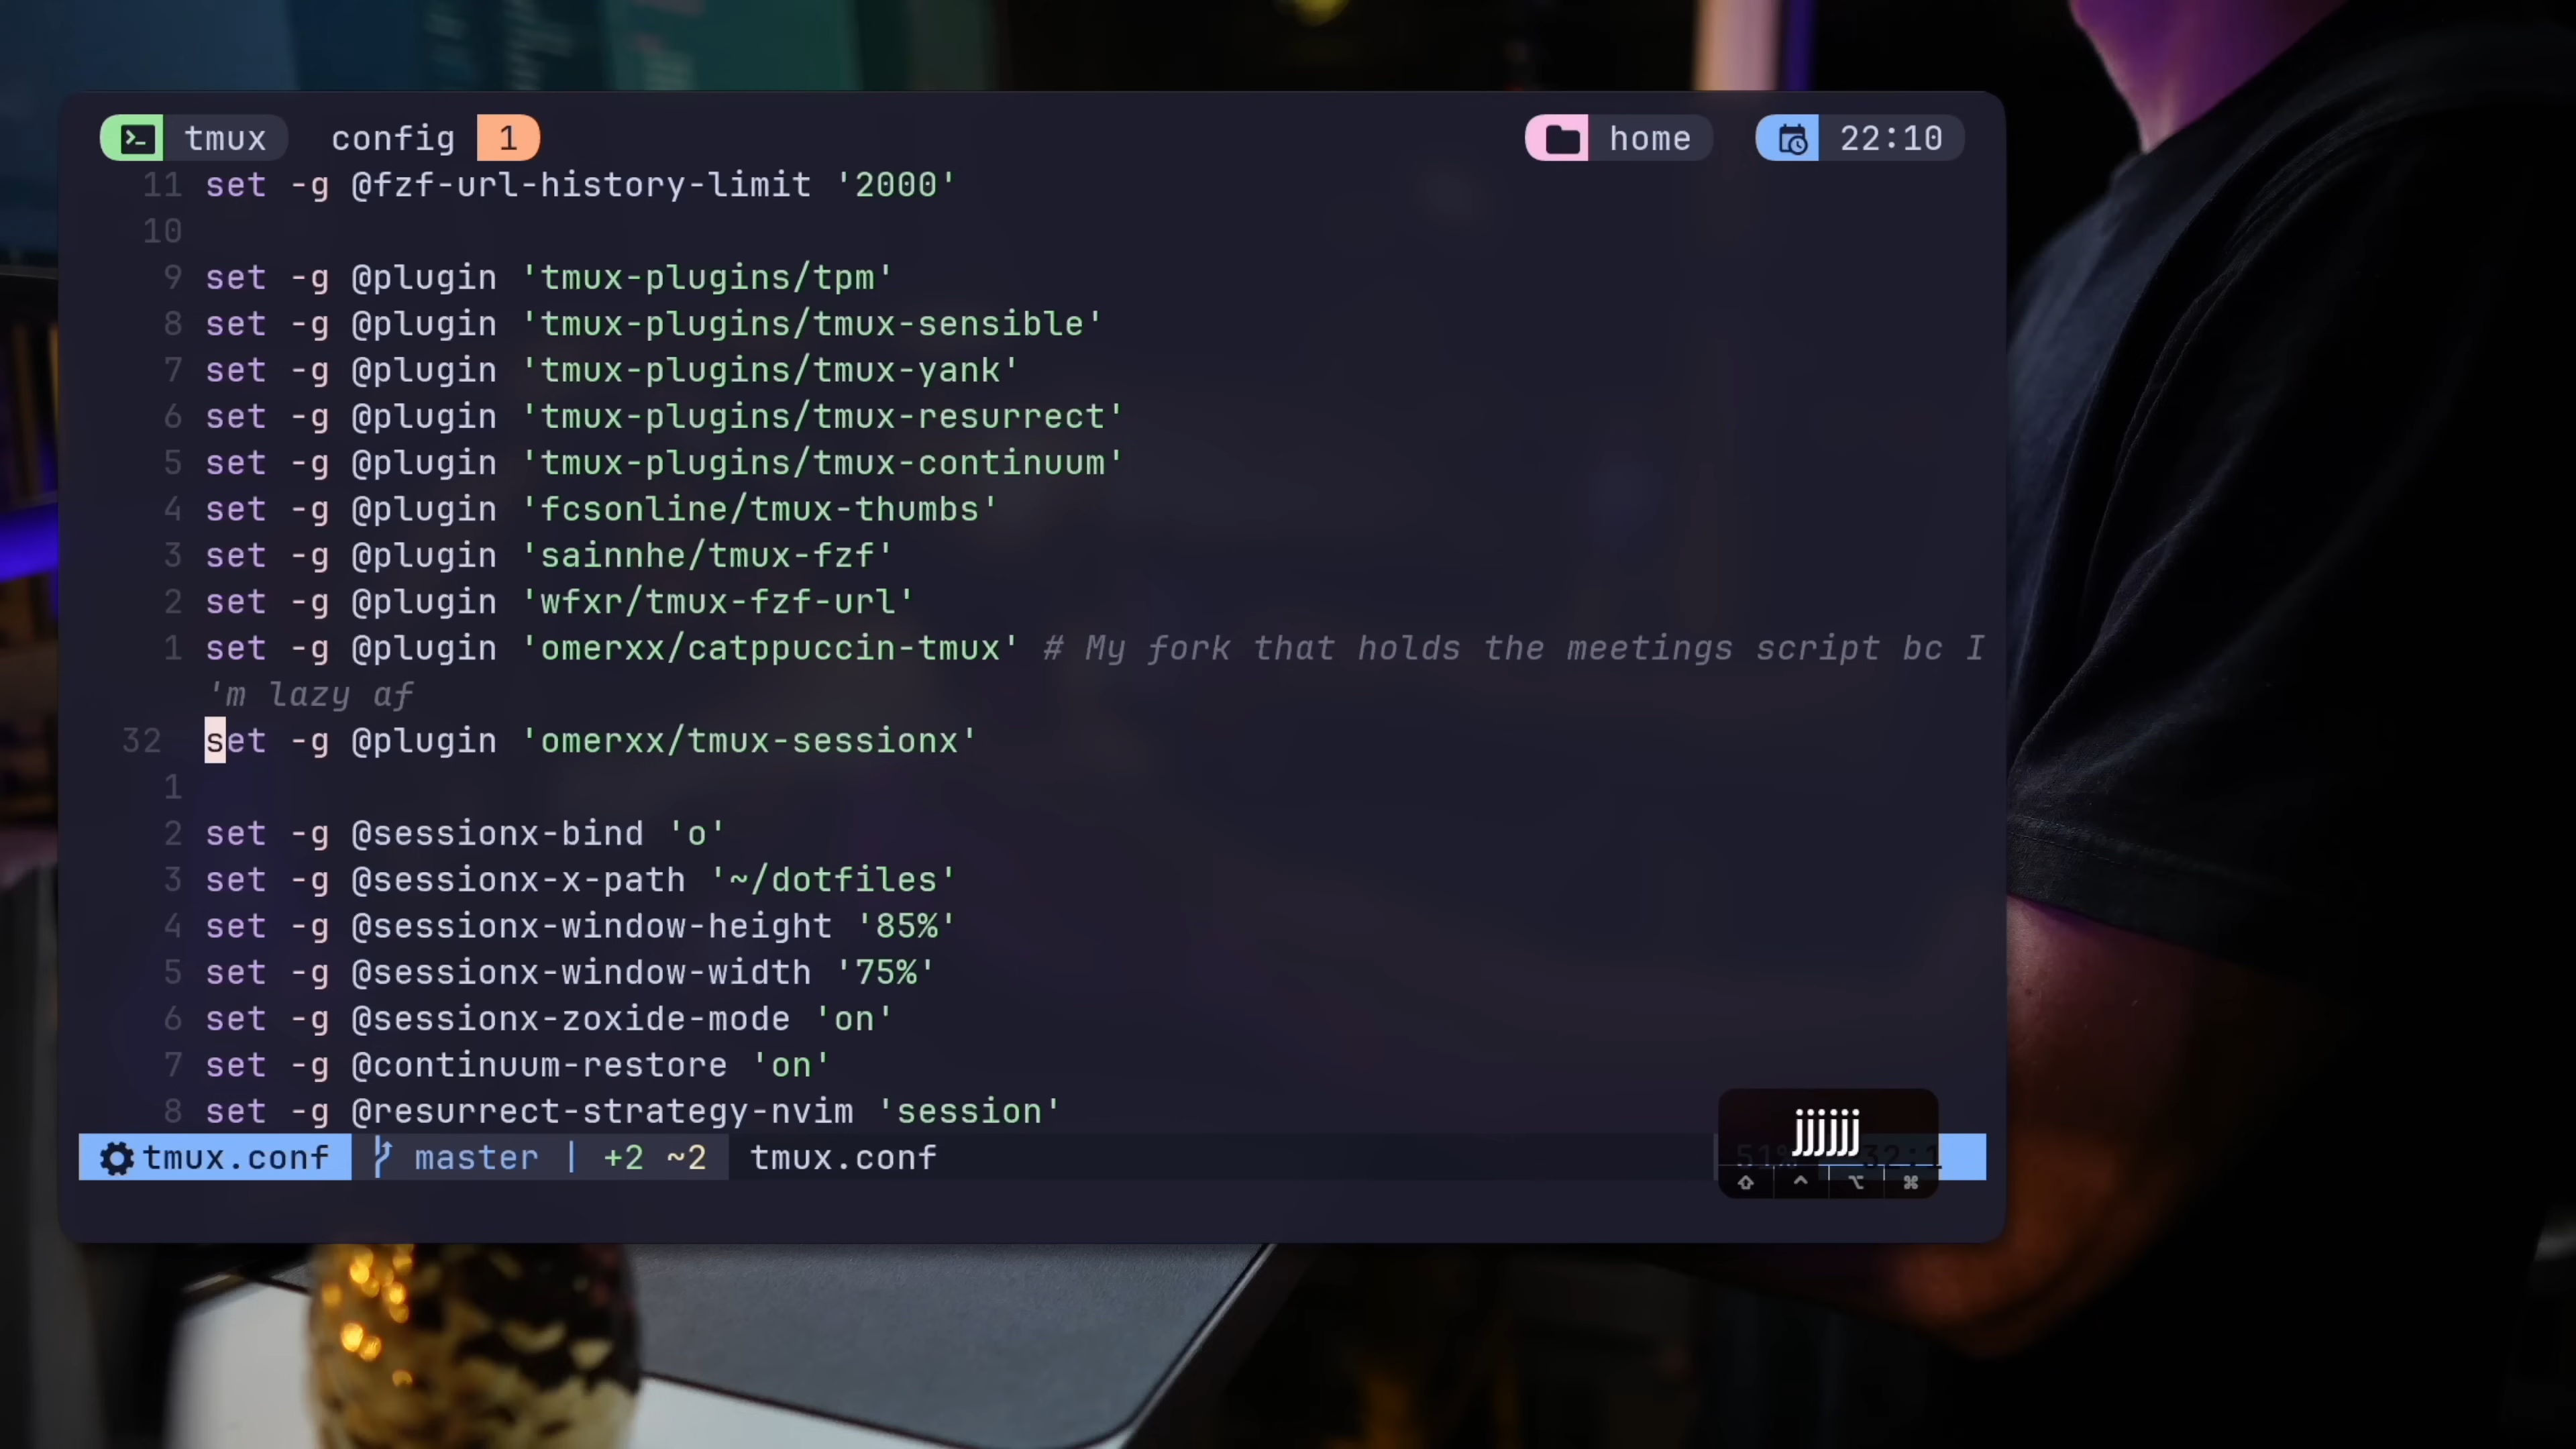 tmux config 1 home 22:10
11 set -g @fzf-url-history-limit '2000'
10
9 set -g @plugin 'tmux-plugins/tpm'
8 set -g @plugin 'tmux-plugins/tmux-sensible'
7 set -g @plugin 'tmux-plugins/tmux-yank'
6 set -g @plugin 'tmux-plugins/tmux-resurrect'
5 set -g @plugin 'tmux-plugins/tmux-continuum'
4 set -g @plugin 'fcsonline/tmux-thumbs'
3 set -g @plugin 'sainnhe/tmux-fzf'
2 set -g @plugin 'wfxr/tmux-fzf-url'
1 set -g @plugin 'omerxx/catppuccin-tmux' # My fork that holds the meetings script bc I
'm lazy af
32 set -g @plugin 'omerxx/tmux-sessionx'
1
2 set -g @sessionx-bind 'o'
3 set -g @sessionx-x-path '~/dotfiles'
4 set -g @sessionx-window-height '85%'
5 set -g @sessionx-window-width '75%'
6 set -g @sessionx-zoxide-mode 'on'
7 set -g @continuum-restore 'on'
8 set -g @resurrect-strategy-nvim 'session'
jjjjjj
tmux.conf master | +2 ~2 tmux.conf 51% 32:1
⇧ ^ ⌥ ⌘